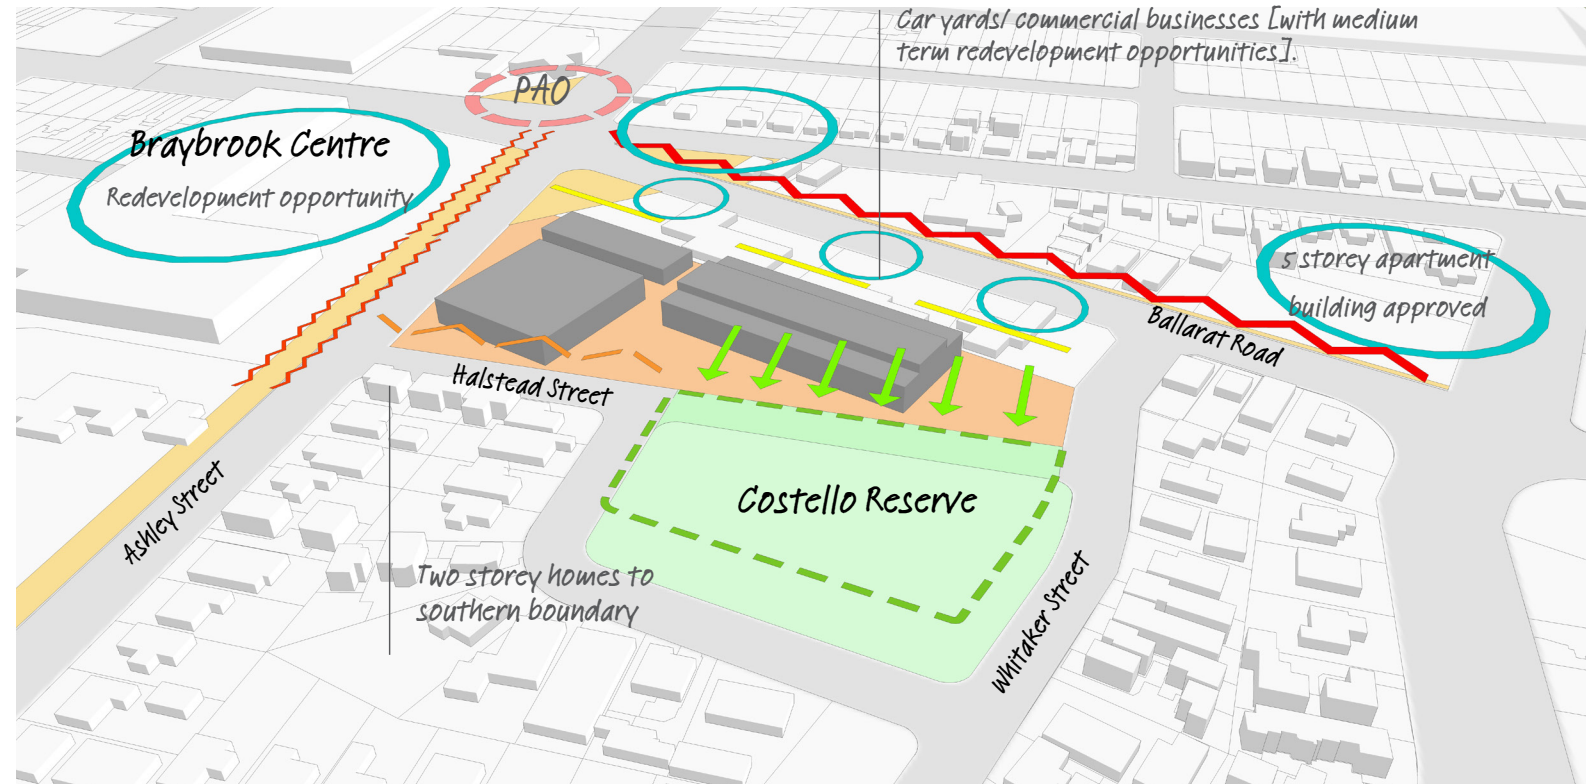 Car yards/ commercial businesses [with medium
term redevelopment opportunities].
PAO
Braybrook Centre
Redevelopment opportunity
5 storey apartment
building approved
Ballarat Road
Halstead Street
Costello Reserve
Ashley Street
Two storey homes to
southern boundary
Whitaker Street